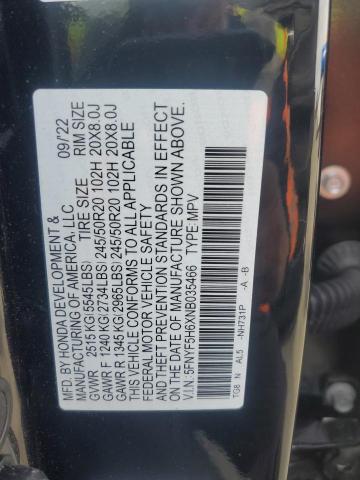 MFD. BY HONDA DEVELOPMENT & 09/22
MANUFACTURING OF AMERICA, LLC
GVWR 2515 KG(5545LBS) TIRE SIZE RIM SIZE
GAWR F 1240 KG(2734LBS) 245/50R20 102H 20X8.0J
GAWR R 1345 KG(2965LBS) 245/50R20 102H 20X8.0J
THIS VEHICLE CONFORMS TO ALL APPLICABLE
FEDERAL MOTOR VEHICLE SAFETY
AND THEFT PREVENTION STANDARDS IN EFFECT
ON THE DATE OF MANUFACTURE SHOWN ABOVE.
V.I.N. 5FNYF5H6XNB035466 TYPE: MPV
TG8 N AL5 -NH731P -A -B